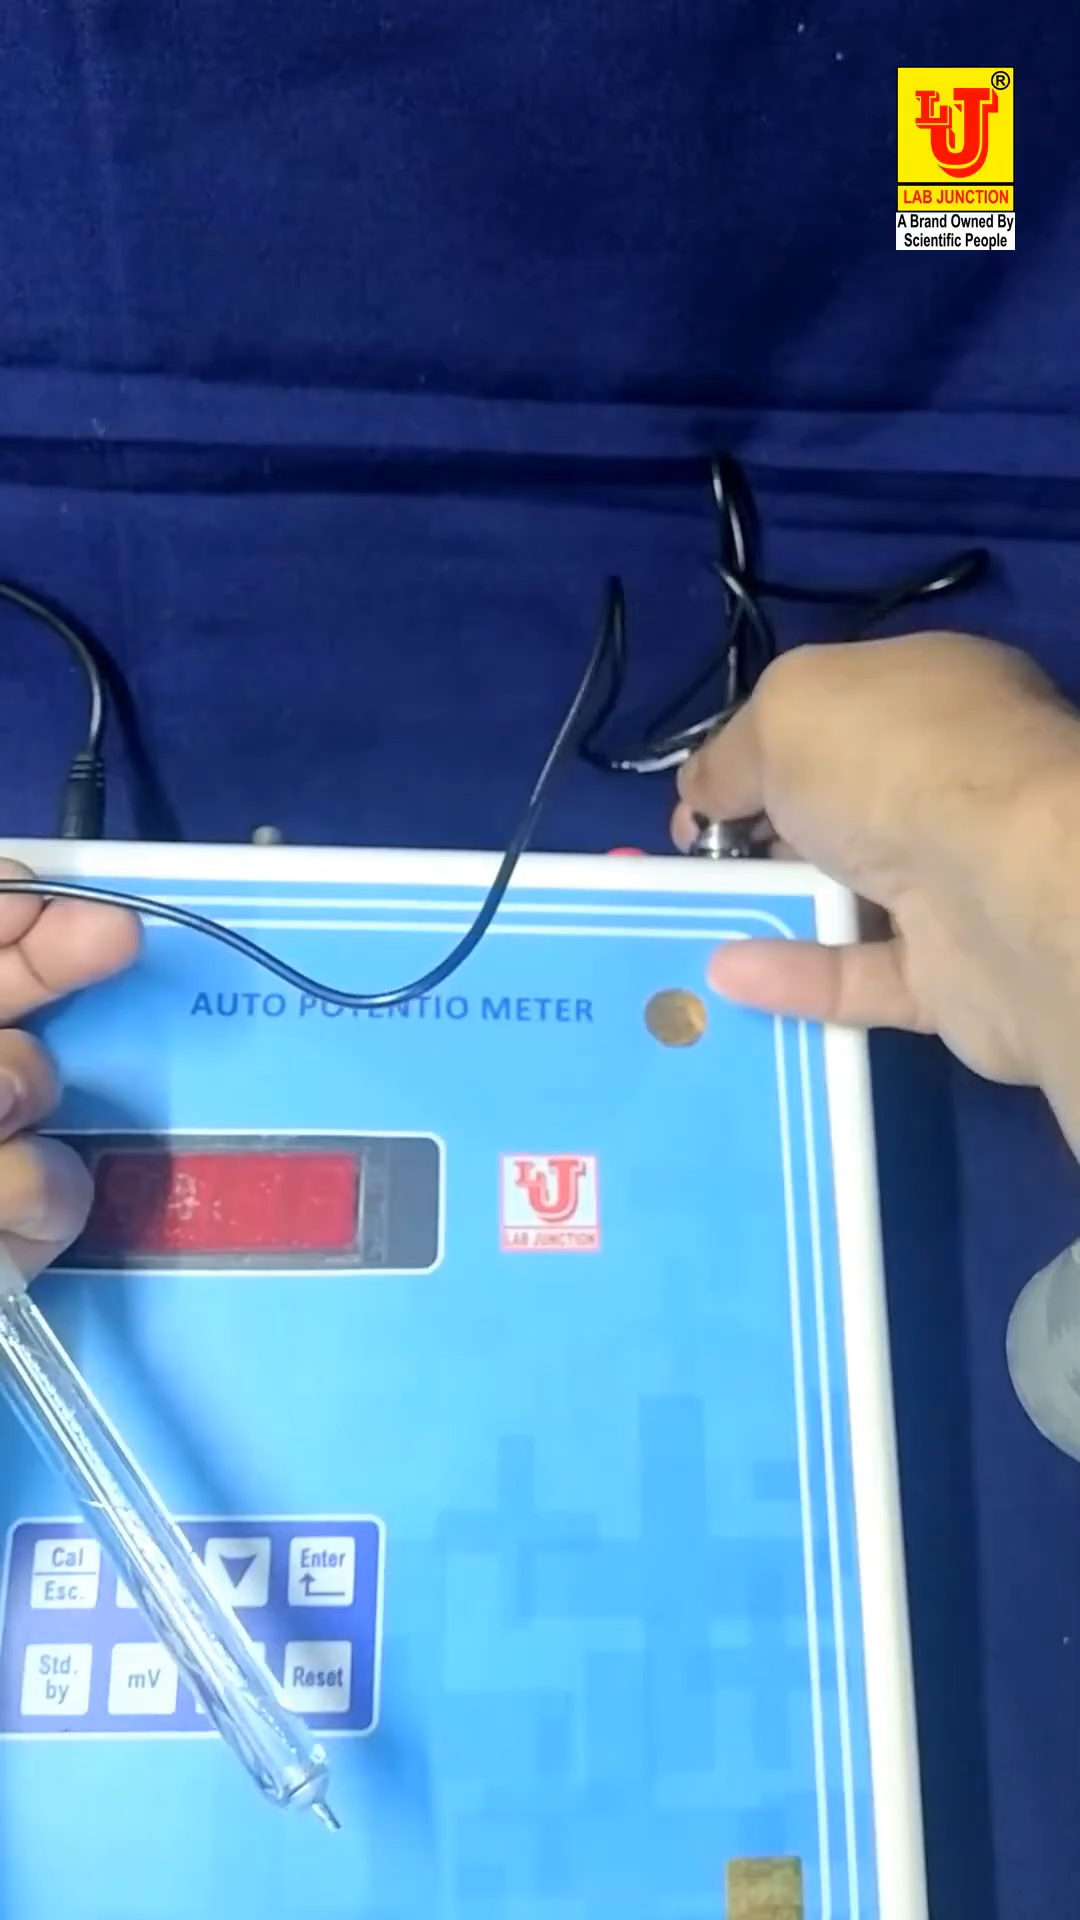 LJ®
LAB JUNCTION
A Brand Owned By
Scientific People
AUTO POTENTIO METER
LJ
LAB JUNCTION
Cal
Esc.
Enter
Std.
by
mV
Reset